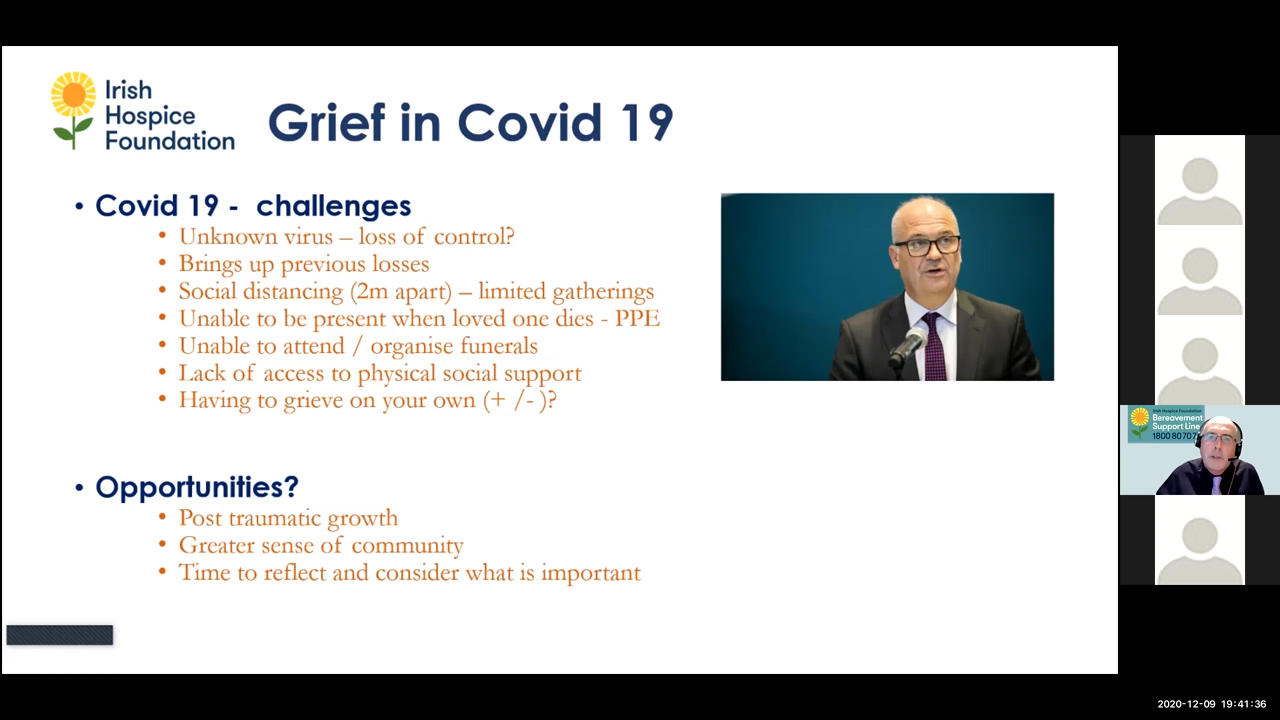 Irish
Hospice
Foundation
Grief in Covid 19
• Covid 19 - challenges
• Unknown virus – loss of control?
• Brings up previous losses
• Social distancing (2m apart) – limited gatherings
• Unable to be present when loved one dies - PPE
• Unable to attend / organise funerals
• Lack of access to physical social support
• Having to grieve on your own (+ /- )?
• Opportunities?
• Post traumatic growth
• Greater sense of community
• Time to reflect and consider what is important
Irish Hospice Foundation
Bereavement
Support Line
1800 80 70 7
2020-12-09 19:41:36